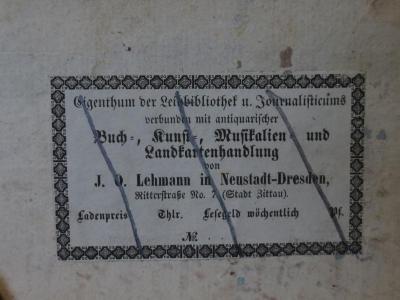 Eigenthum der Leihbibliothek u. Journalisticums
verbunden mit antiquarischer
Buch-, Kunst-, Musikalien- und
Landkartenhandlung
von
J. O. Lehmann in Neustadt-Dresden,
Ritterstraße No. 7 (Stadt Zittau).
Ladenpreis Thlr. Lesegeld wöchentlich Pf.
№